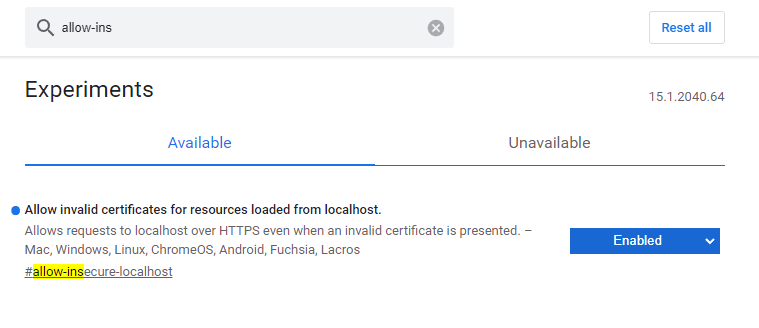 allow-ins
Reset all
Experiments
15.1.2040.64
Available
Unavailable
Allow invalid certificates for resources loaded from localhost.
Allows requests to localhost over HTTPS even when an invalid certificate is presented. –
Mac, Windows, Linux, ChromeOS, Android, Fuchsia, Lacros
Enabled
#allow-insecure-localhost